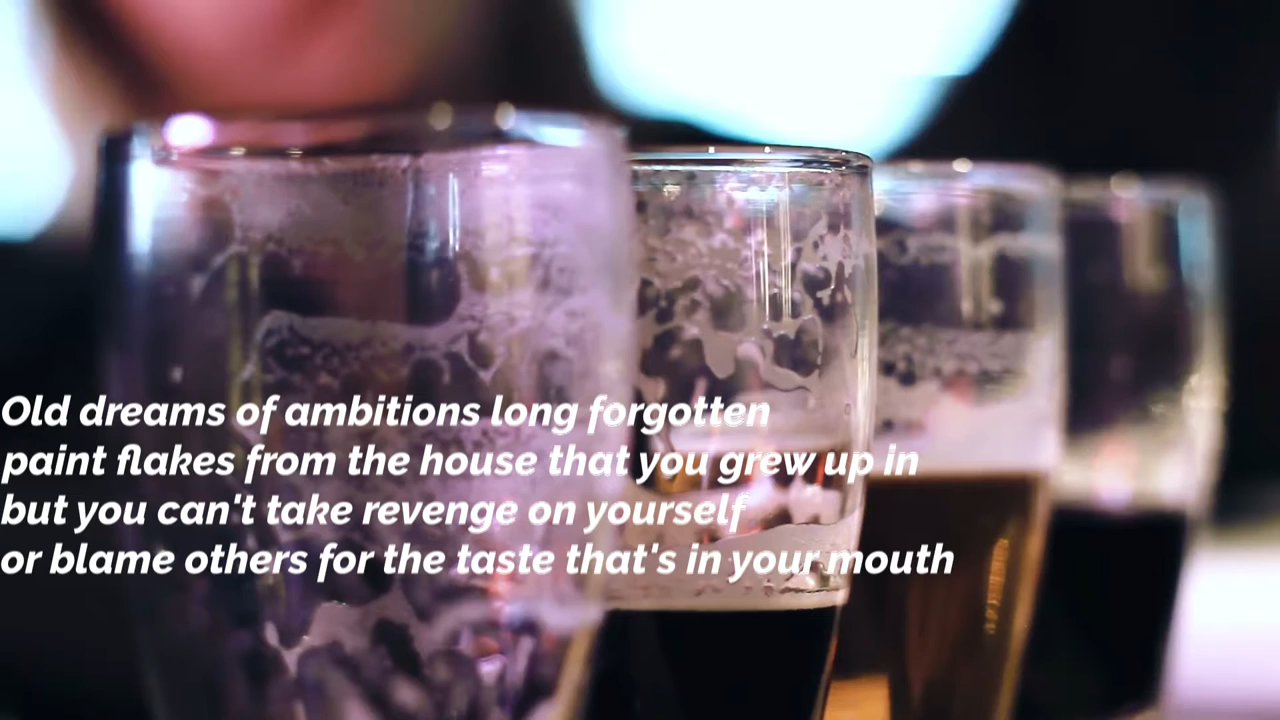 Old dreams of ambitions long forgotten
paint flakes from the house that you grew up in
but you can't take revenge on yourself
or blame others for the taste that's in your mouth